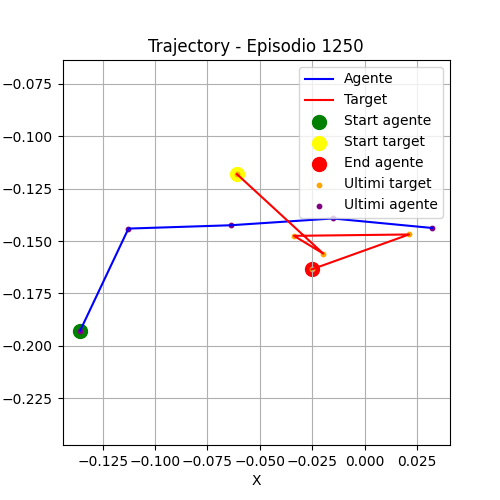 Trajectory - Episodio 1250
Agente
Target
Start agente
Start target
End agente
Ultimi target
Ultimi agente
−0.075
−0.100
−0.125
−0.150
−0.175
−0.200
−0.225
−0.125 −0.100 −0.075 −0.050 −0.025 0.000 0.025
X